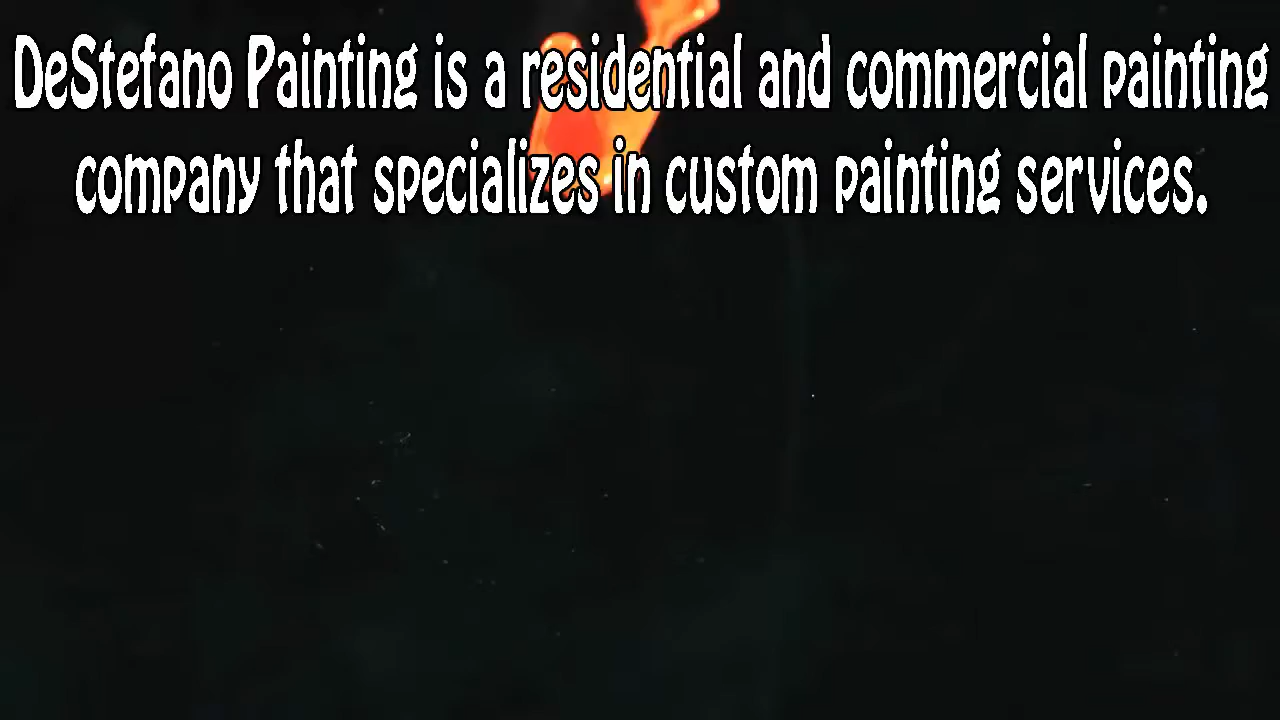 DeStefano Painting is a residential and commercial painting
company that specializes in custom painting services.